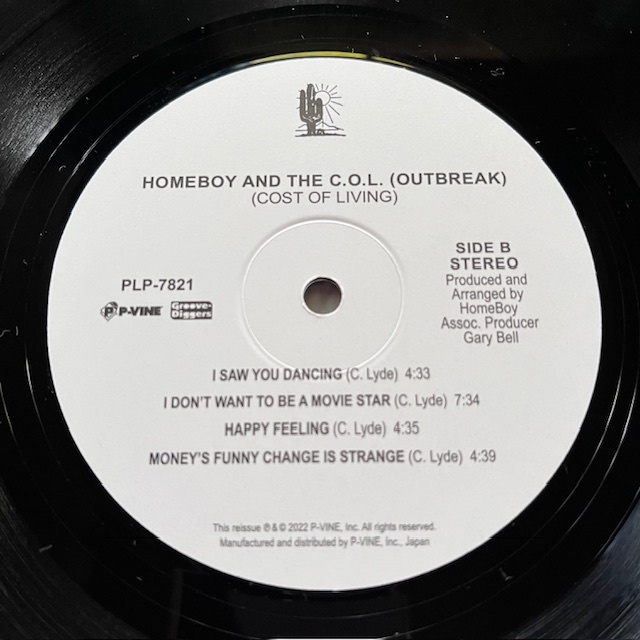 HOMEBOY AND THE C.O.L. (OUTBREAK)
(COST OF LIVING)
PLP-7821
P-VINE Groove-Diggers
SIDE B
STEREO
Produced and
Arranged by
HomeBoy
Assoc. Producer
Gary Bell
I SAW YOU DANCING (C. Lyde) 4:33
I DON'T WANT TO BE A MOVIE STAR (C. Lyde) 7:34
HAPPY FEELING (C. Lyde) 4:35
MONEY'S FUNNY CHANGE IS STRANGE (C. Lyde) 4:39
This reissue ℗ & © 2022 P-VINE, Inc. All rights reserved.
Manufactured and distributed by P-VINE, Inc., Japan